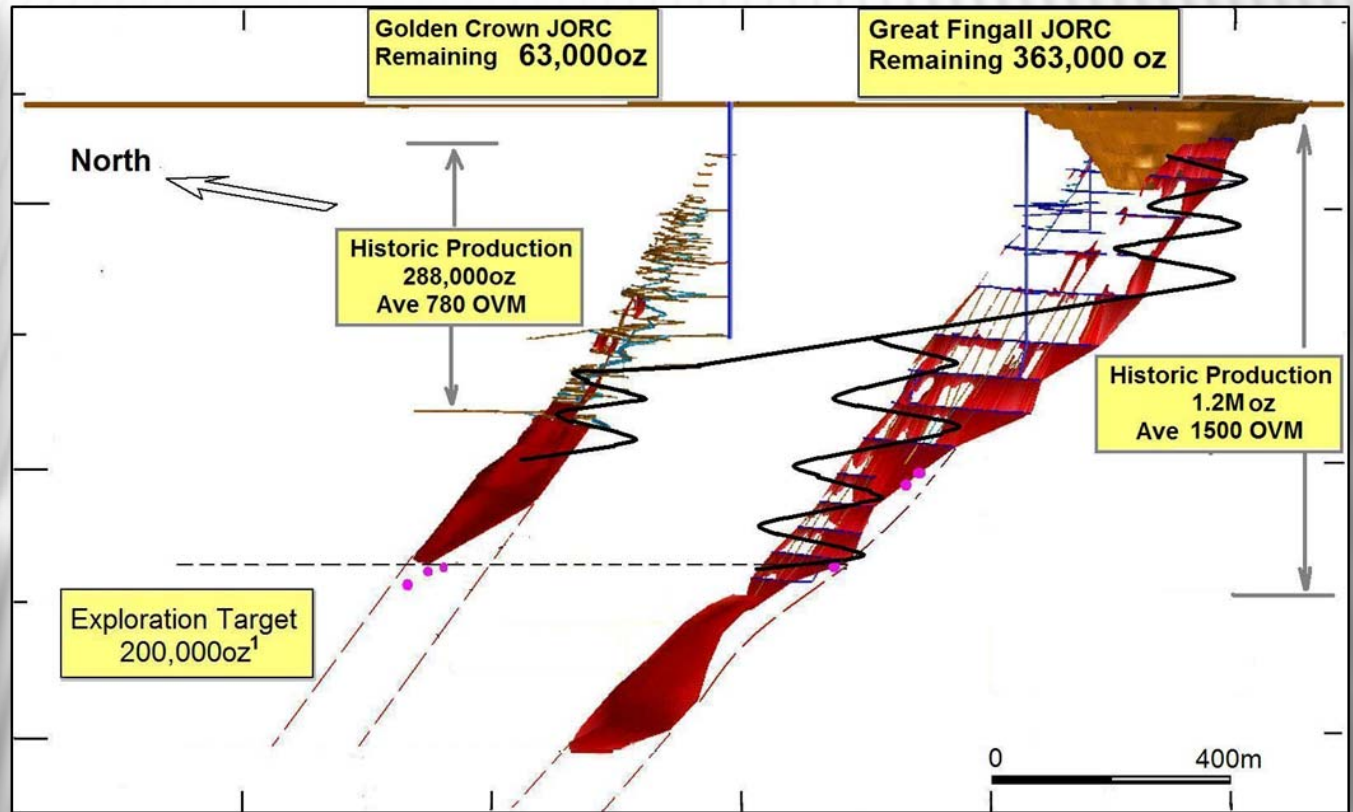 Golden Crown JORC
Remaining 63,000oz
Great Fingall JORC
Remaining 363,000 oz
North
Historic Production
288,000oz
Ave 780 OVM
Historic Production
1.2M oz
Ave 1500 OVM
Exploration Target
200,000oz¹
0 400m